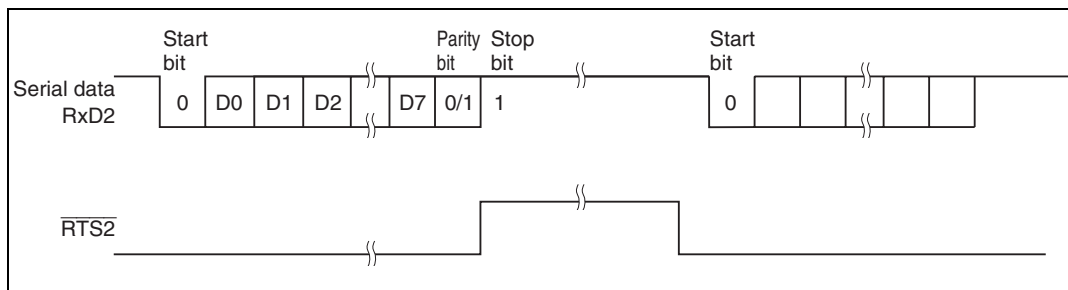 Start bit
Parity bit
Stop bit
Start bit
Serial data RxD2
0 D0 D1 D2 D7 0/1 1 0
R̅T̅S̅2̅